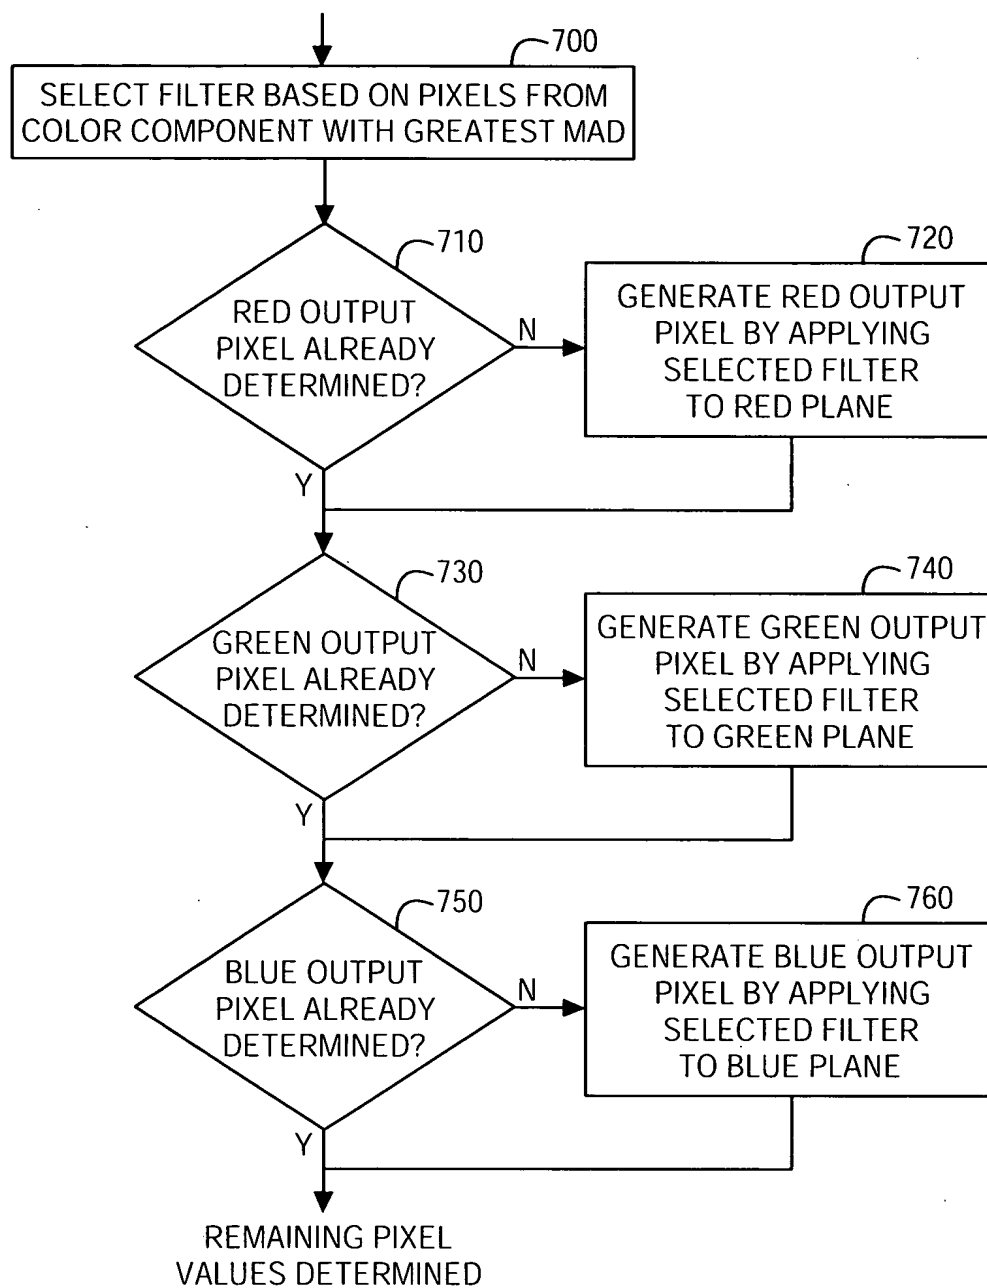 700
SELECT FILTER BASED ON PIXELS FROM
COLOR COMPONENT WITH GREATEST MAD
710
RED OUTPUT
PIXEL ALREADY
DETERMINED?
N
Y
720
GENERATE RED OUTPUT
PIXEL BY APPLYING
SELECTED FILTER
TO RED PLANE
730
GREEN OUTPUT
PIXEL ALREADY
DETERMINED?
N
Y
740
GENERATE GREEN OUTPUT
PIXEL BY APPLYING
SELECTED FILTER
TO GREEN PLANE
750
BLUE OUTPUT
PIXEL ALREADY
DETERMINED?
N
Y
760
GENERATE BLUE OUTPUT
PIXEL BY APPLYING
SELECTED FILTER
TO BLUE PLANE
REMAINING PIXEL
VALUES DETERMINED